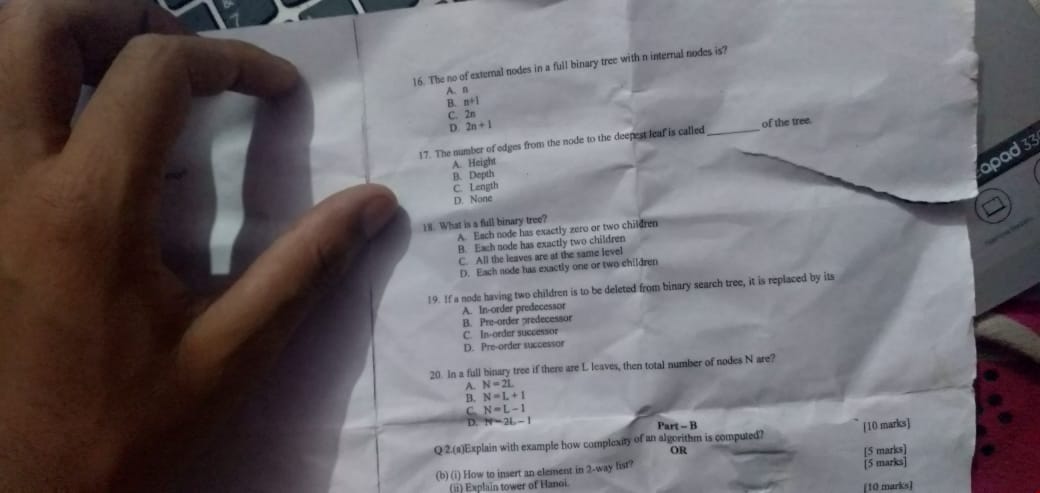 &
7
16. The no of external nodes in a full binary tree with n internal nodes is?
A. n
B. n+1
C. 2n
D. 2n + 1
17. The number of edges from the node to the deepest leaf is called ________ of the tree.
A. Height
B. Depth
C. Length
D. None
18. What is a full binary tree?
A. Each node has exactly zero or two children
B. Each node has exactly two children
C. All the leaves are at the same level
D. Each node has exactly one or two children
19. If a node having two children is to be deleted from binary search tree, it is replaced by its
A. In-order predecessor
B. Pre-order predecessor
C. In-order successor
D. Pre-order successor
20. In a full binary tree if there are L leaves, then total number of nodes N are?
A. N=2L
B. N=L+1
C. N=L-1
D. N=2L-1
Part – B
Q 2.(a)Explain with example how complexity of an algorithm is computed? [10 marks]
OR
(b) (i) How to insert an element in 2-way list? [5 marks]
(ii) Explain tower of Hanoi. [5 marks]
[10 marks]
apad 330